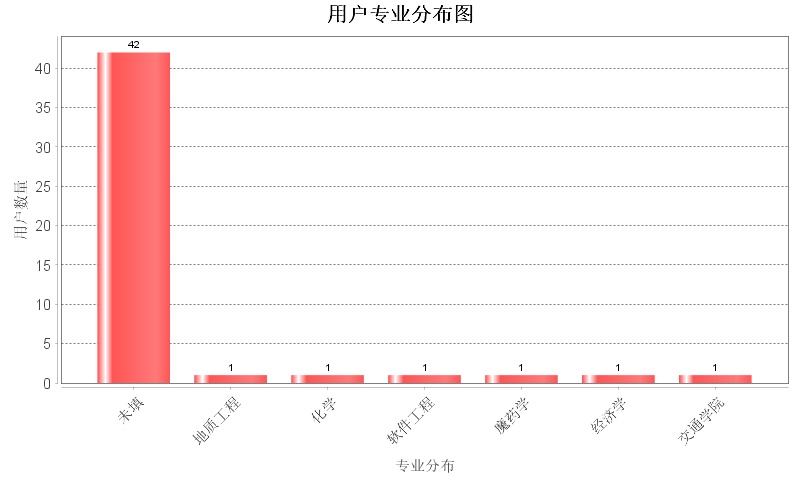 用户专业分布图
用户数量
40
35
30
25
20
15
10
5
0
42
1
1
1
1
1
1
未填
地质工程
化学
软件工程
魔药学
经济学
交通学院
专业分布